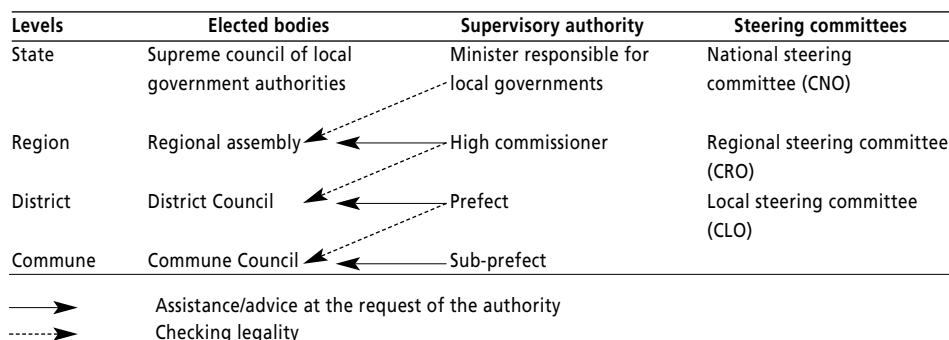 Levels Elected bodies Supervisory authority Steering committees
State Supreme council of local Minister responsible for National steering
government authorities local governments committee (CNO)
Region Regional assembly High commissioner Regional steering committee
(CRO)
District District Council Prefect Local steering committee
(CLO)
Commune Commune Council Sub-prefect
Assistance/advice at the request of the authority
Checking legality